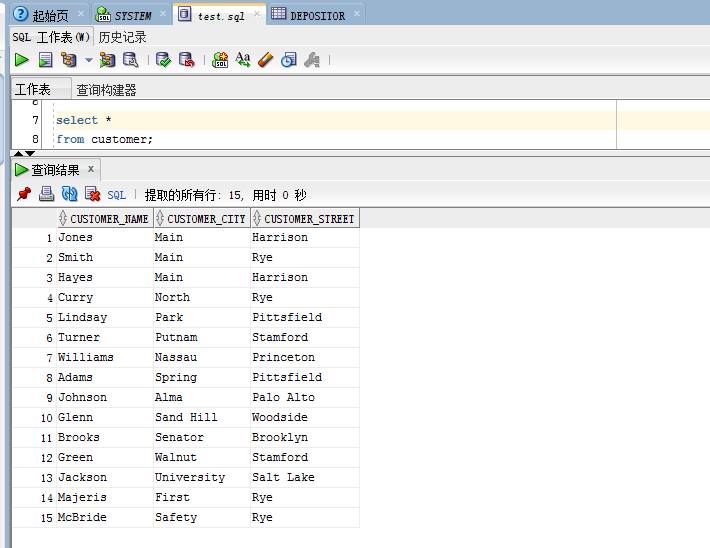 起始页 SYSTEM test.sql DEPOSITOR
SQL 工作表(W) 历史记录
工作表 查询构建器
7 select *
8 from customer;
查询结果 x
SQL 提取的所有行: 15, 用时 0 秒
CUSTOMER_NAME CUSTOMER_CITY CUSTOMER_STREET
1 Jones Main Harrison
2 Smith Main Rye
3 Hayes Main Harrison
4 Curry North Rye
5 Lindsay Park Pittsfield
6 Turner Putnam Stamford
7 Williams Nassau Princeton
8 Adams Spring Pittsfield
9 Johnson Alma Palo Alto
10 Glenn Sand Hill Woodside
11 Brooks Senator Brooklyn
12 Green Walnut Stamford
13 Jackson University Salt Lake
14 Majeris First Rye
15 McBride Safety Rye